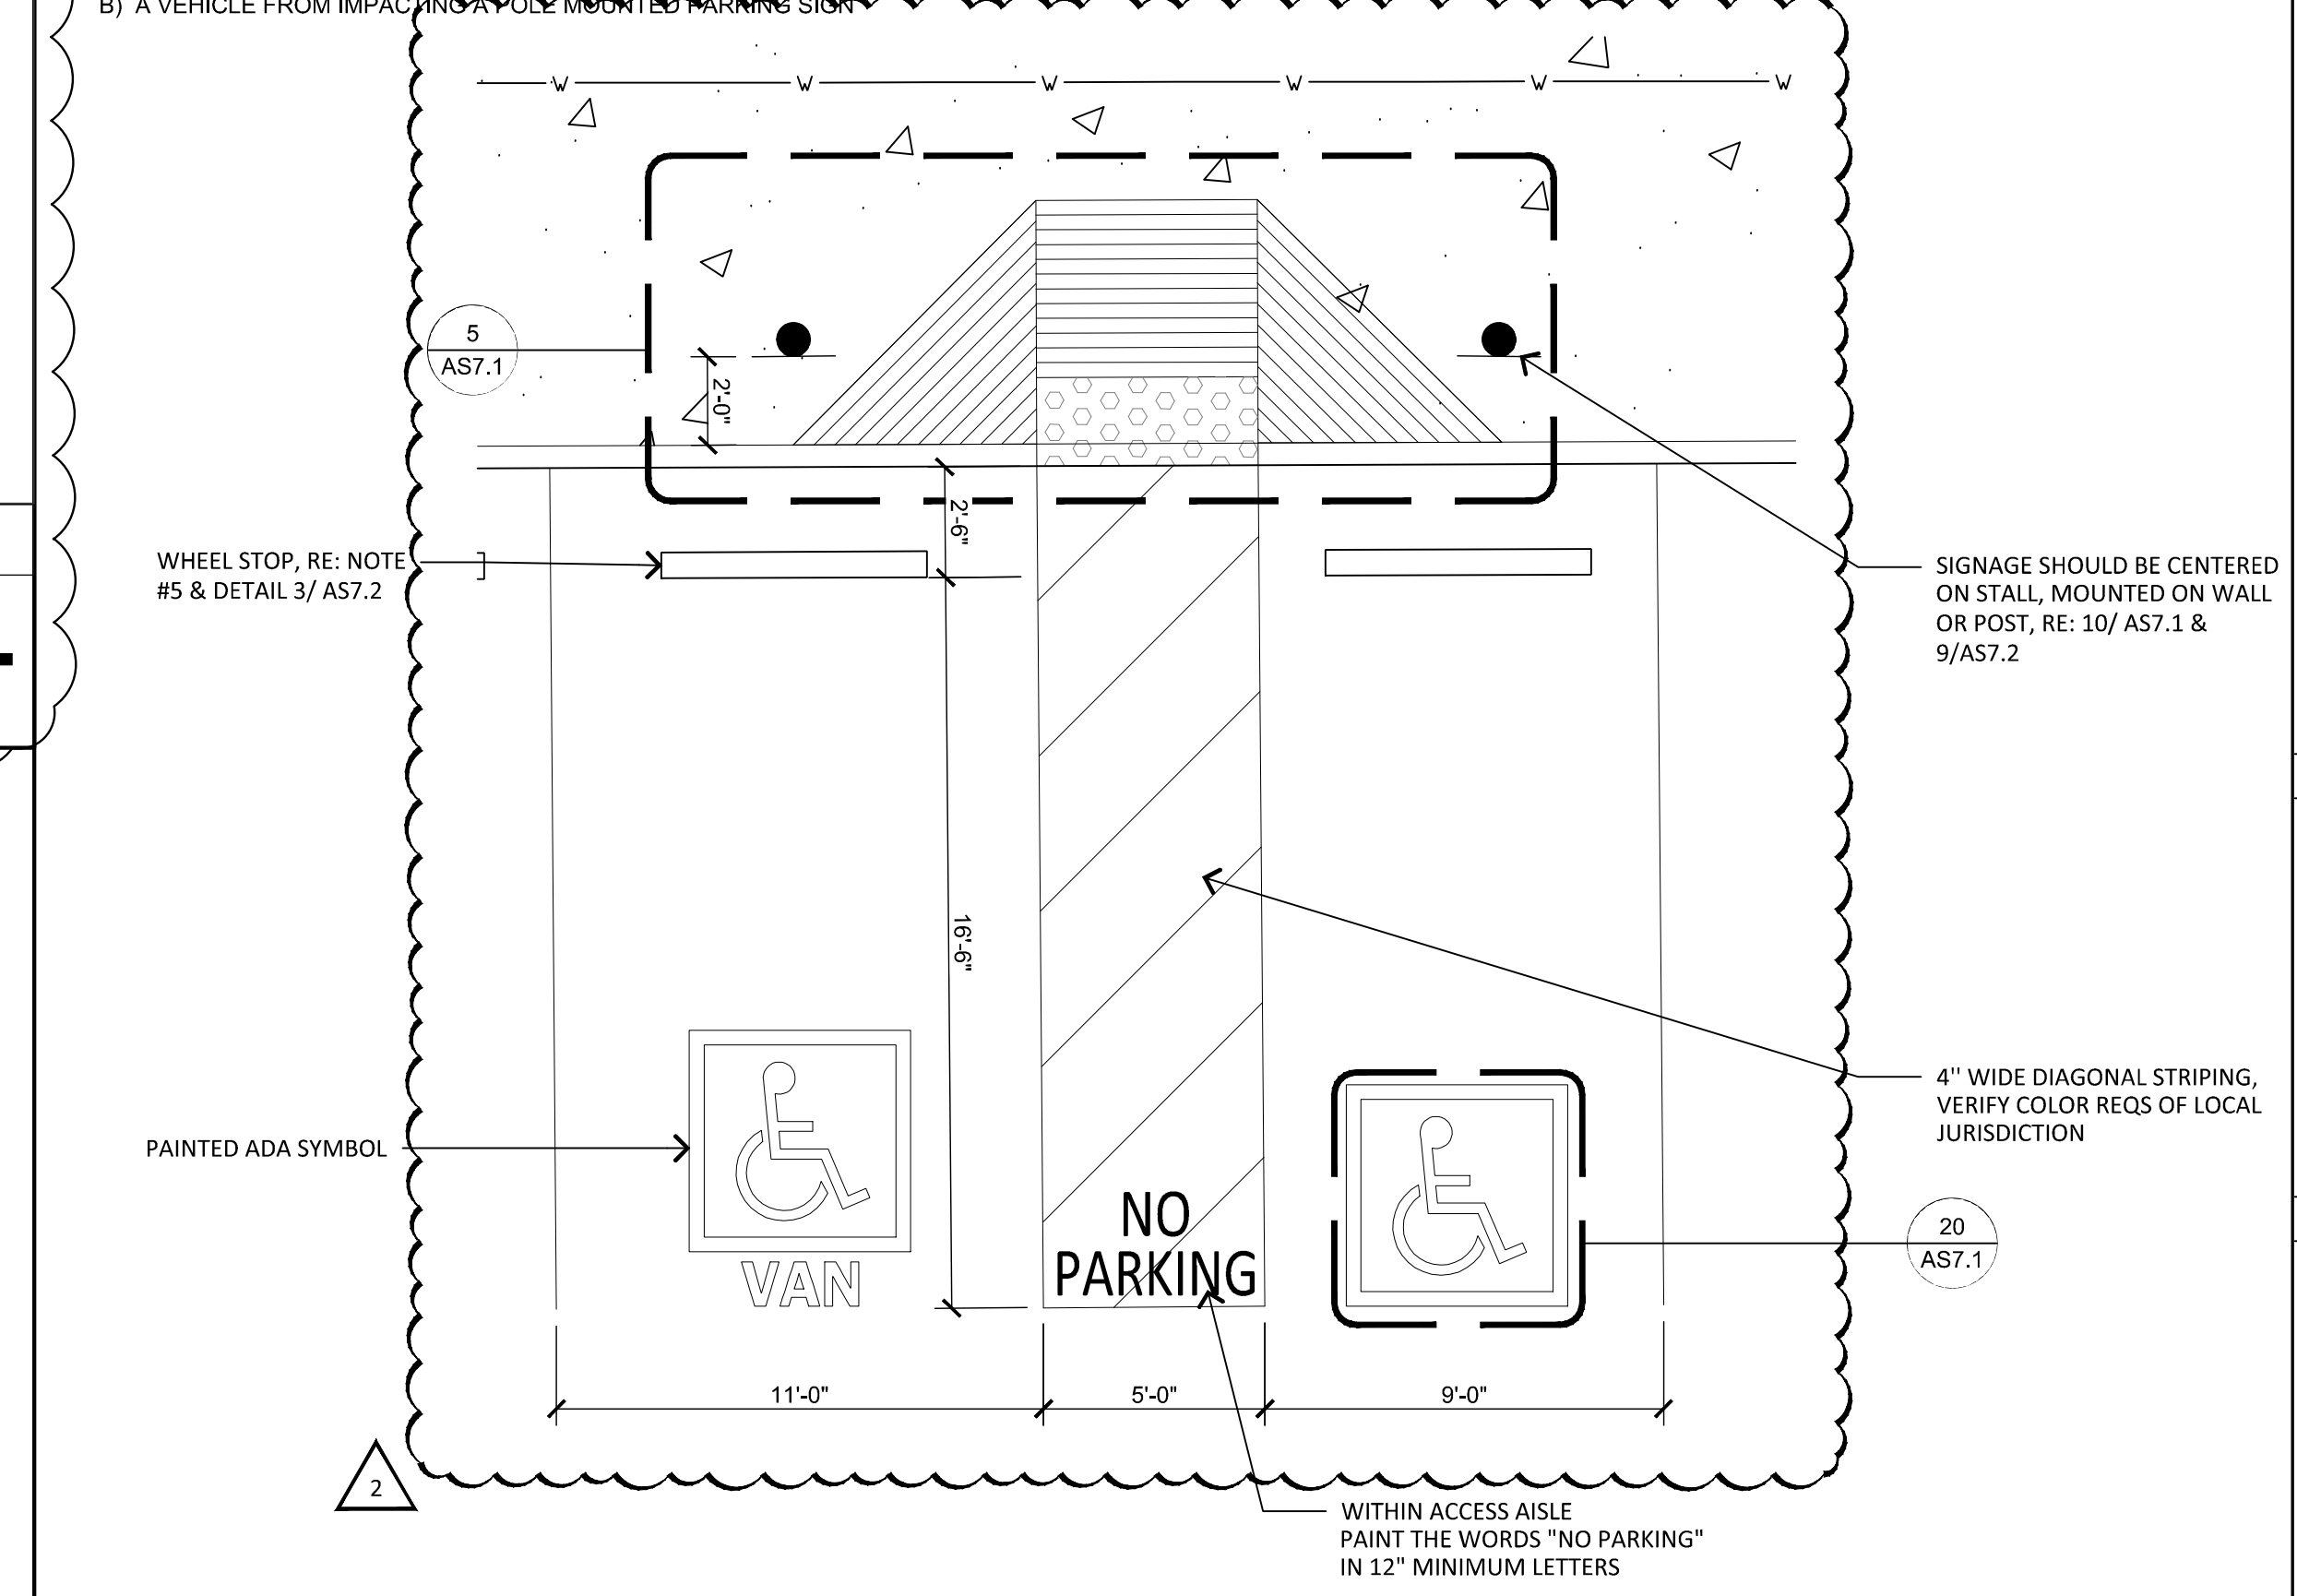 B) A VEHICLE FROM IMPACTING A POLE MOUNTED PARKING SIGN
W W W W W W
5
AS7.1
2'-0"
2'-6"
WHEEL STOP, RE: NOTE
#5 & DETAIL 3/ AS7.2
SIGNAGE SHOULD BE CENTERED
ON STALL, MOUNTED ON WALL
OR POST, RE: 10/ AS7.1 &
9/AS7.2
16'-6"
4" WIDE DIAGONAL STRIPING,
VERIFY COLOR REQS OF LOCAL
JURISDICTION
PAINTED ADA SYMBOL
VAN
NO
PARKING
20
AS7.1
11'-0"
5'-0"
9'-0"
2
WITHIN ACCESS AISLE
PAINT THE WORDS "NO PARKING"
IN 12" MINIMUM LETTERS